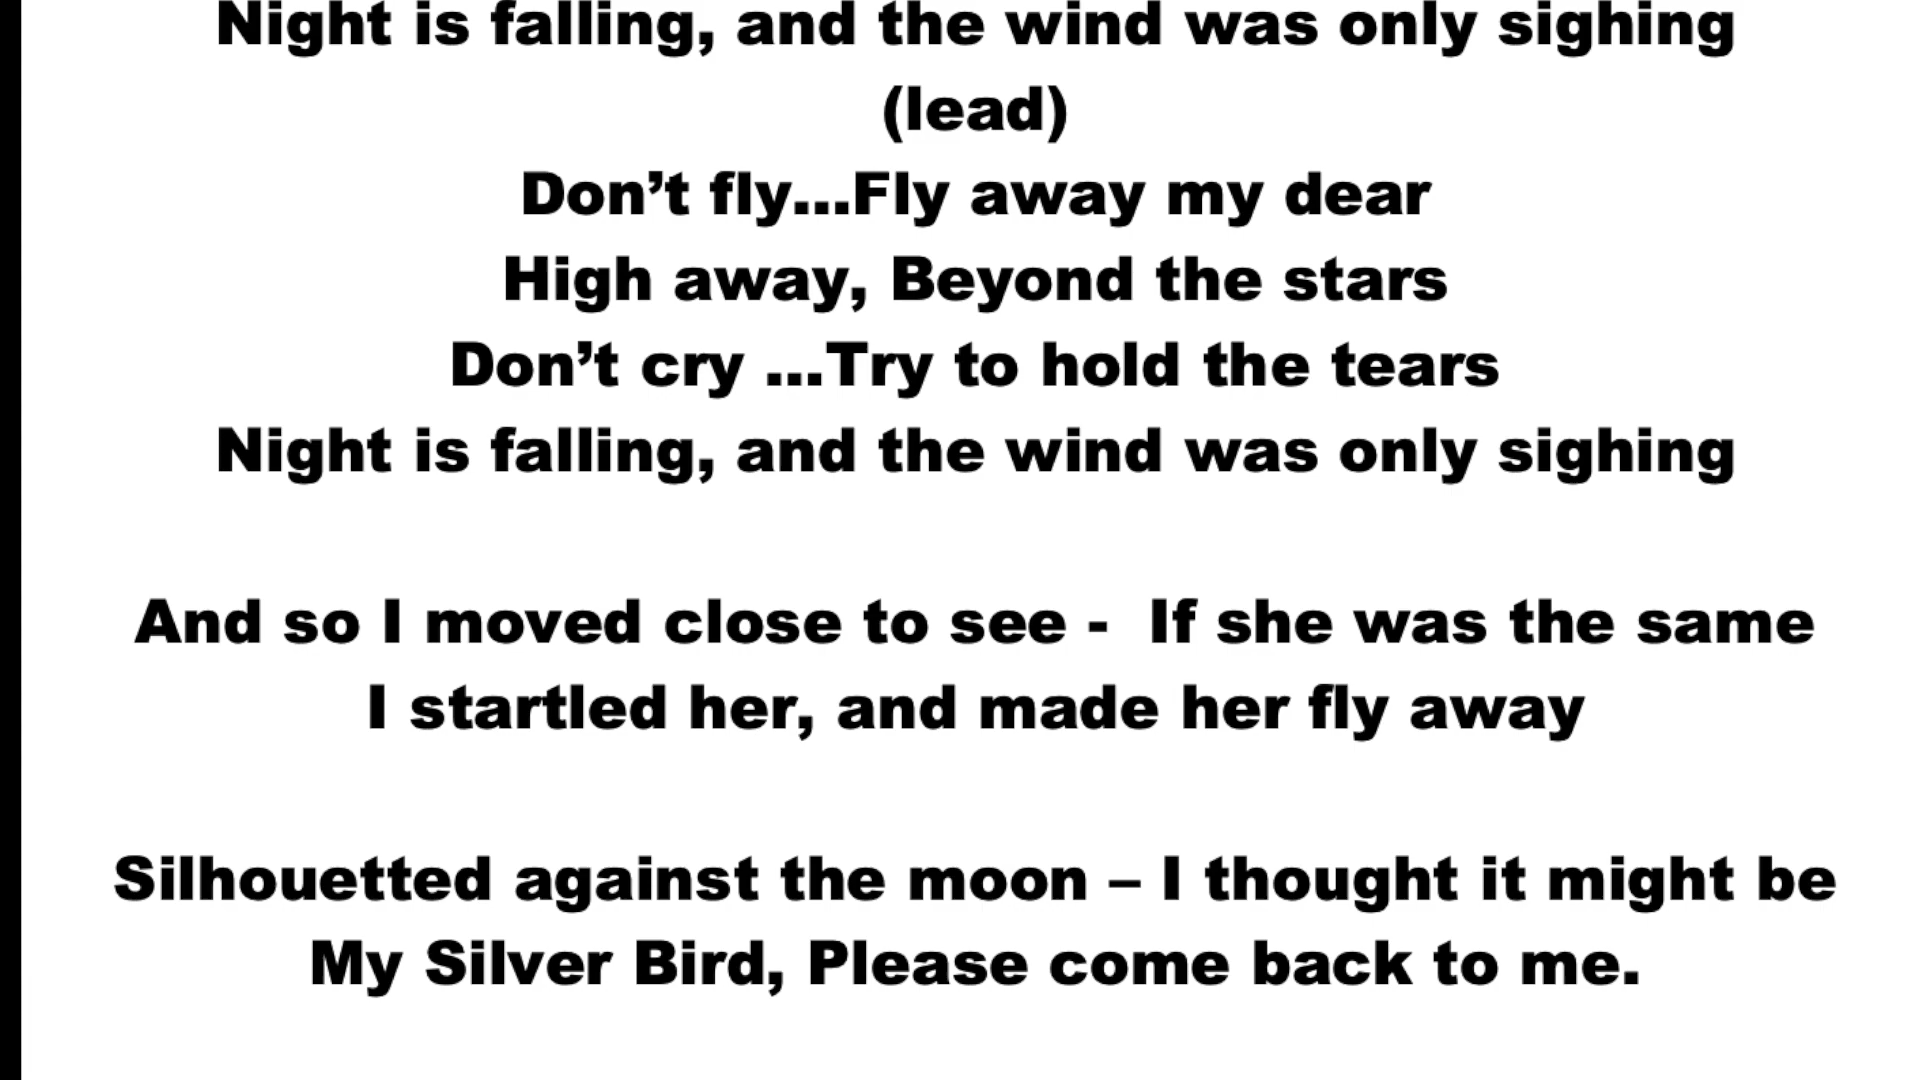 Night is falling, and the wind was only sighing
(lead)
Don’t fly...Fly away my dear
High away, Beyond the stars
Don’t cry ...Try to hold the tears
Night is falling, and the wind was only sighing
And so I moved close to see -  If she was the same
I startled her, and made her fly away
Silhouetted against the moon – I thought it might be
My Silver Bird, Please come back to me.